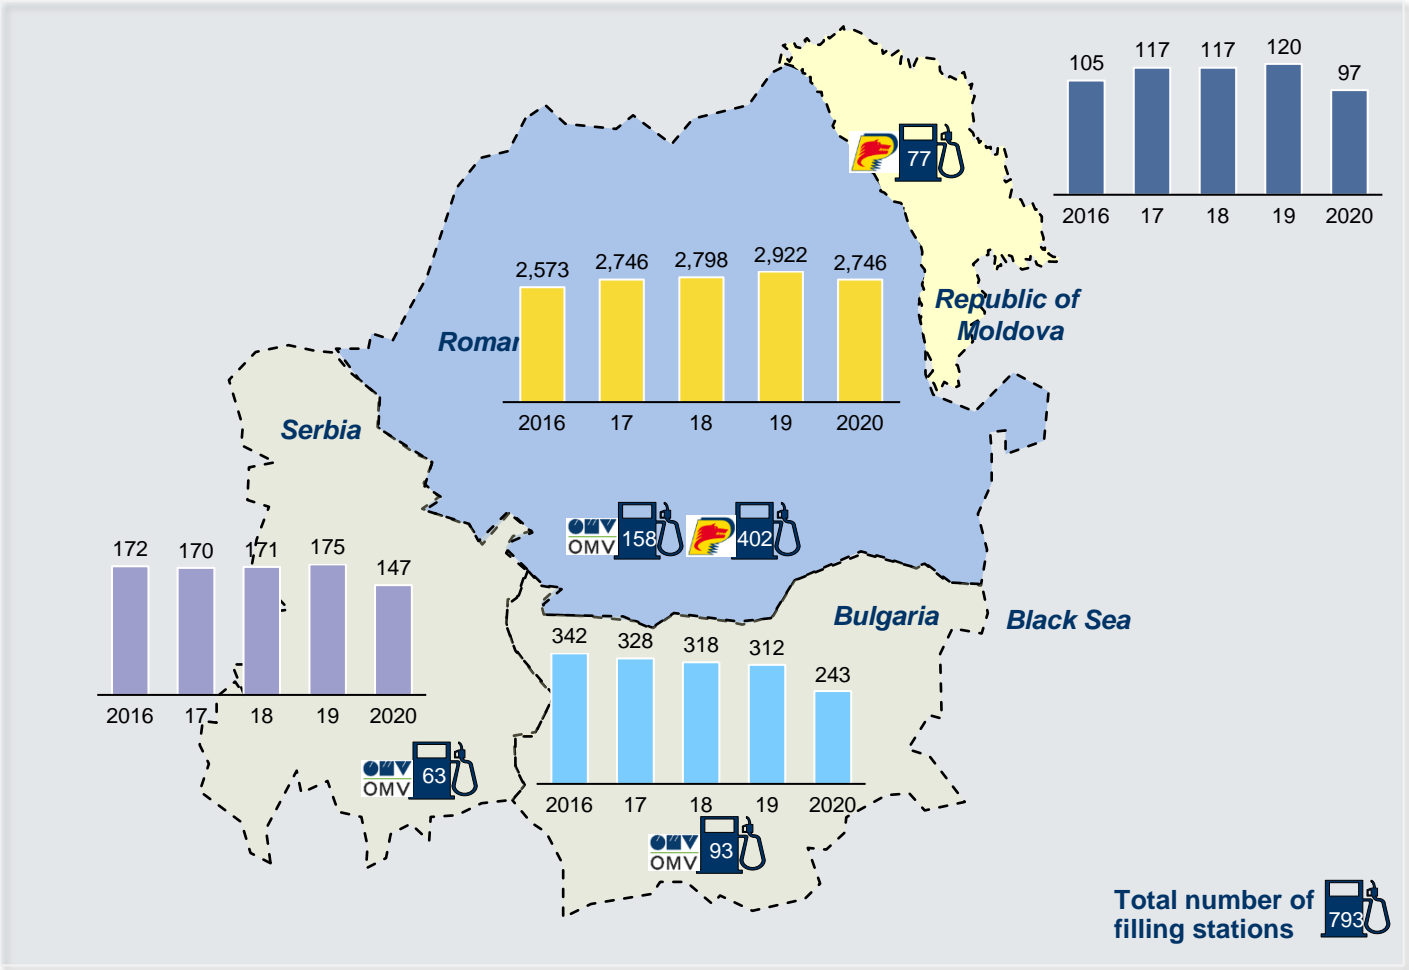 105 117 117 120 97
2016 17 18 19 2020
77
Republic of
Moldova
2,573 2,746 2,798 2,922 2,746
2016 17 18 19 2020
Roman
Serbia
OMV 158 402
172 170 171 175 147
2016 17 18 19 2020
OMV 63
Bulgaria
Black Sea
342 328 318 312 243
2016 17 18 19 2020
OMV 93
Total number of
filling stations
793